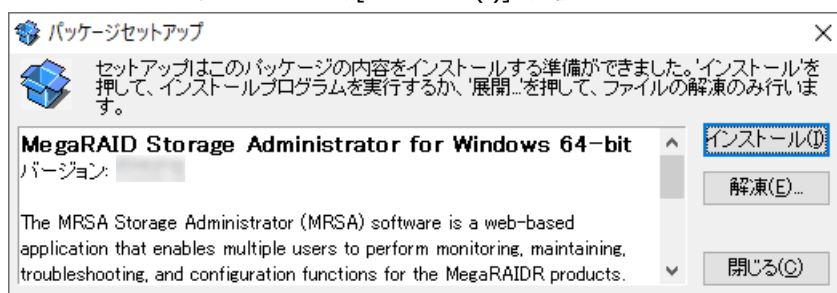 パッケージセットアップ
セットアップはこのパッケージの内容をインストールする準備ができました。'インストール'を
押して、インストールプログラムを実行するか、'展開...'を押して、ファイルの解凍のみ行いま
す。
MegaRAID Storage Administrator for Windows 64-bit
バージョン:
The MRSA Storage Administrator (MRSA) software is a web-based
application that enables multiple users to perform monitoring, maintaining,
troubleshooting, and configuration functions for the MegaRAIDR products.
インストール(I)
解凍(E)...
閉じる(C)